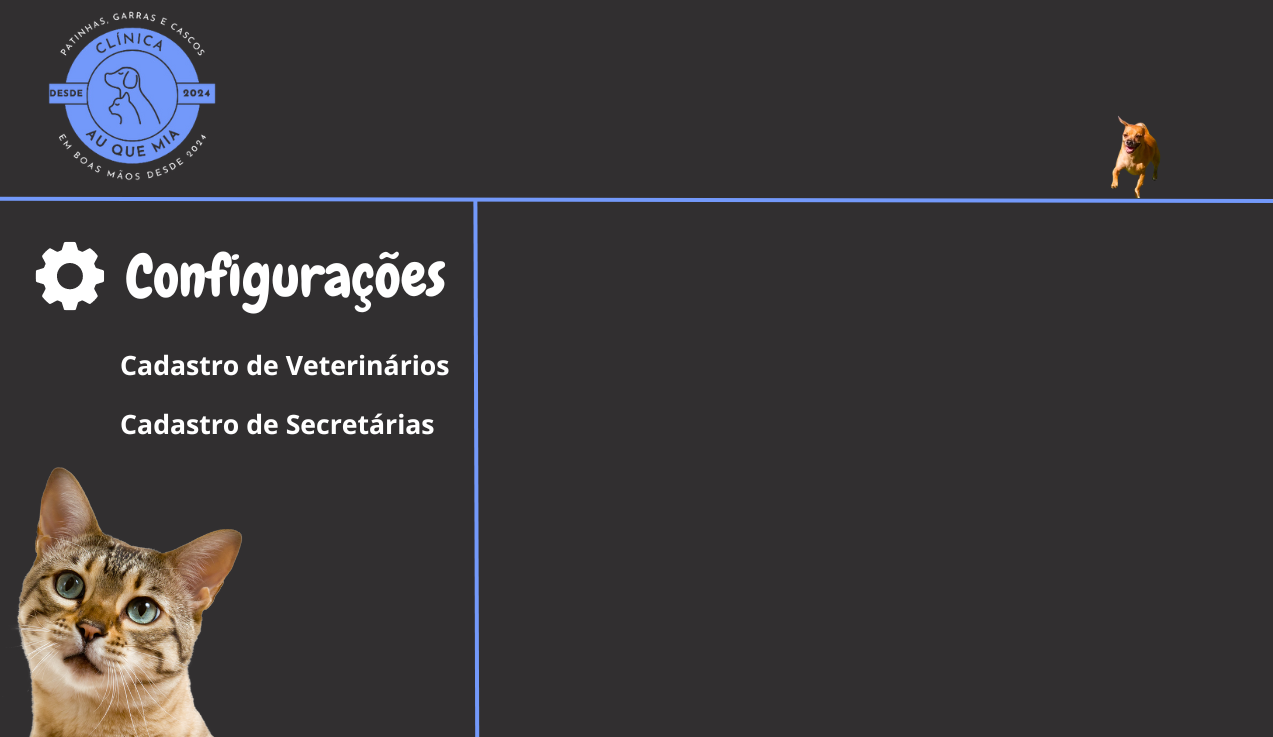 PATINHAS, GARRAS E CASCOS
CLÍNICA
DESDE 2024
AU QUE MIA
EM BOAS MÃOS DESDE 2024
Configurações
Cadastro de Veterinários
Cadastro de Secretárias